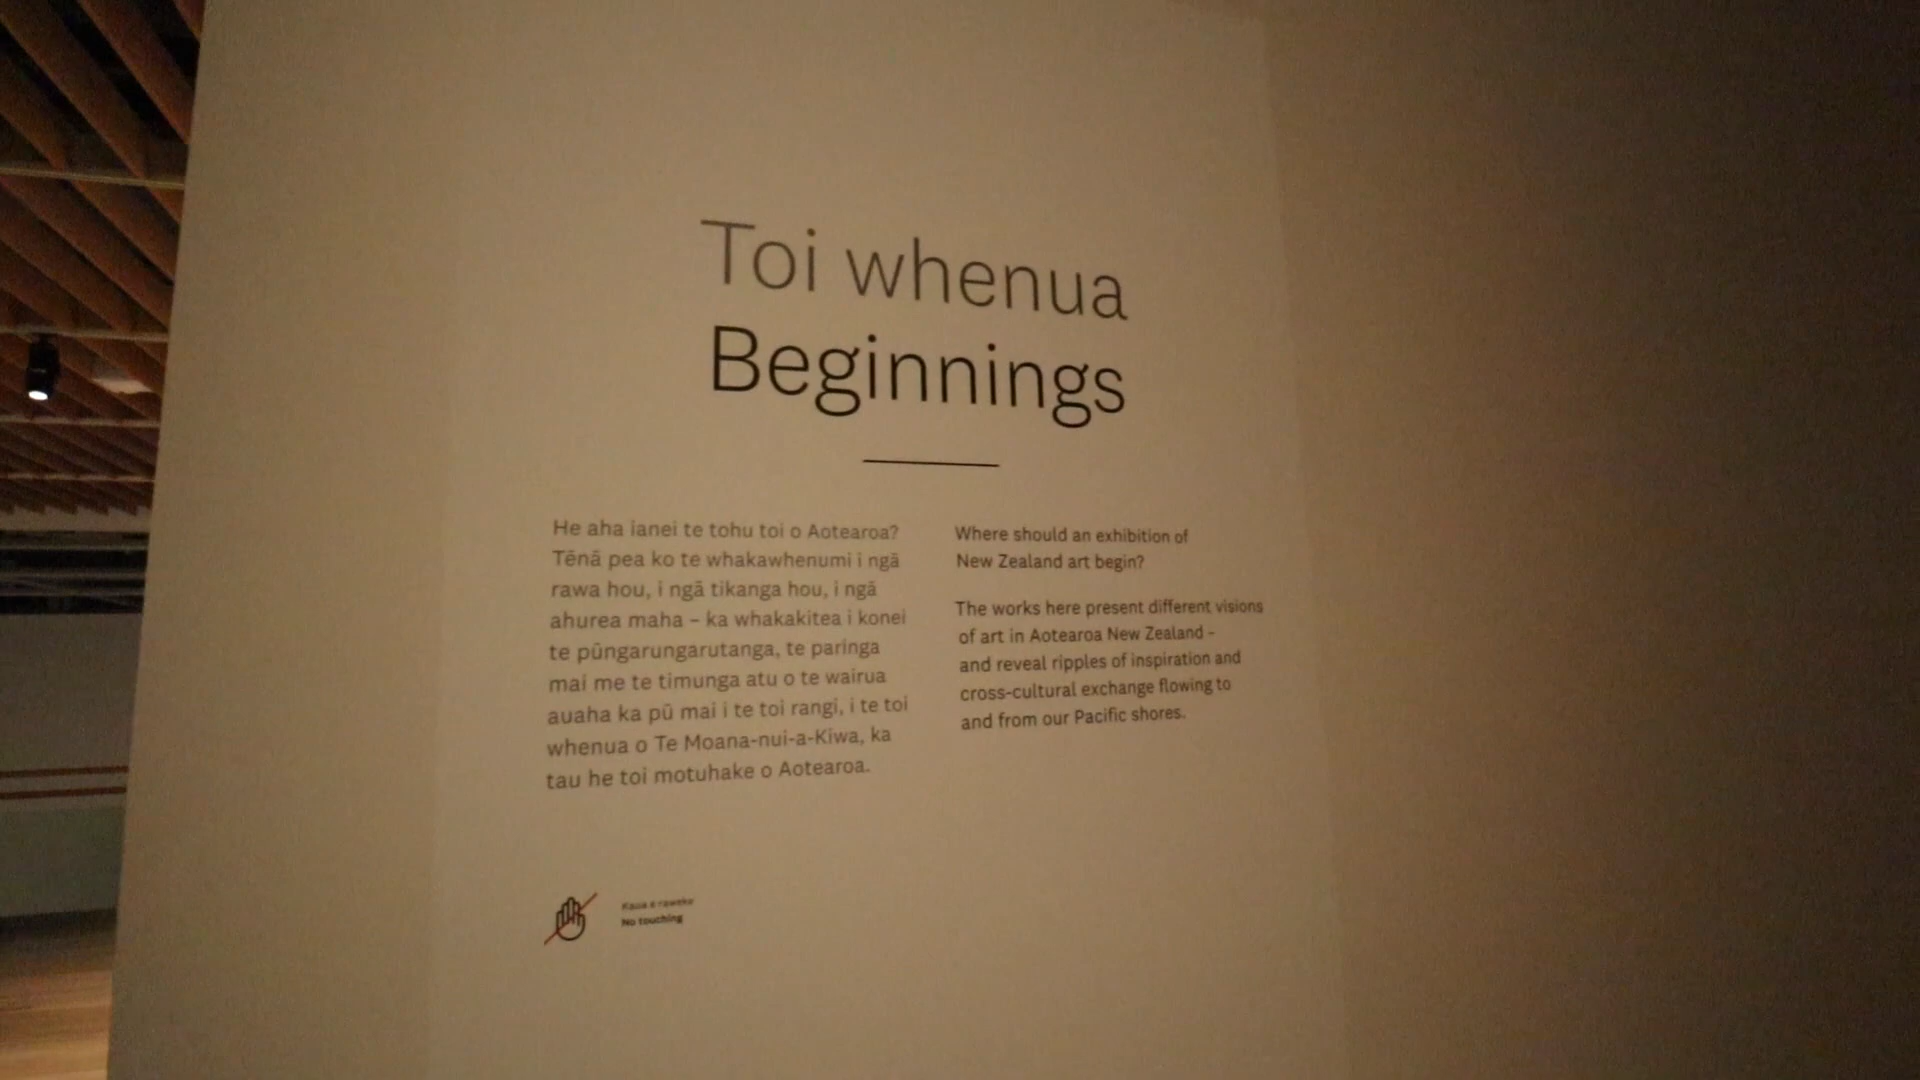 Toi whenua
Beginnings
He aha ianei te tohu toi o Aotearoa?
Tēnā pea ko te whakawhenumi i ngā
rawa hou, i ngā tikanga hou, i ngā
ahurea maha – ka whakakitea i konei
te pūngarungarutanga, te paringa
mai me te timunga atu o te wairua
auaha ka pū mai i te toi rangi, i te toi
whenua o Te Moana-nui-a-Kiwa, ka
tau he toi motuhake o Aotearoa.
Where should an exhibition of
New Zealand art begin?
The works here present different visions
of art in Aotearoa New Zealand –
and reveal ripples of inspiration and
cross-cultural exchange flowing to
and from our Pacific shores.
Kaua e raweke
No touching